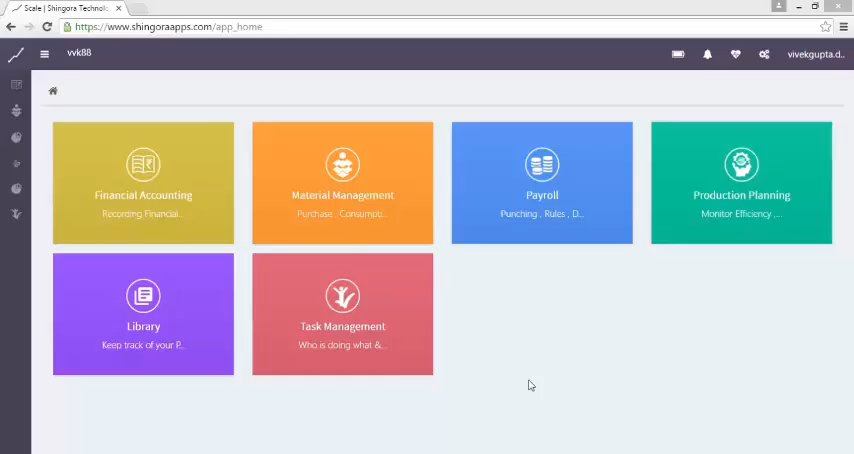 Scale | Shingora Technolo
https://www.shingoraapps.com/app_home
vvk88
vivekgupta.d..
Financial Accounting
Recording Financial...
Material Management
Purchase , Consumpti...
Payroll
Punching , Rules , D...
Production Planning
Monitor Efficiency ,...
Library
Keep track of your P...
Task Management
Who is doing what &...